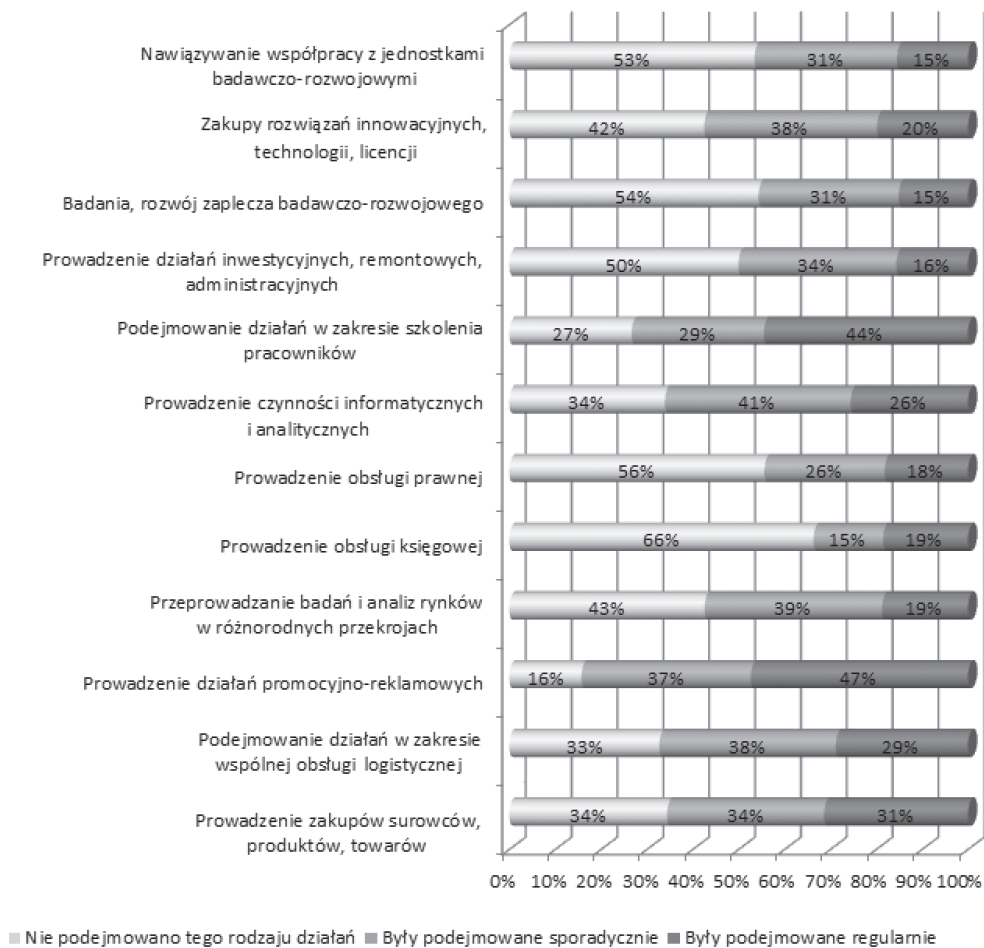 Nawiązywanie współpracy z jednostkami
badawczo-rozwojowymi
53% 31% 15%
Zakupy rozwiązań innowacyjnych,
technologii, licencji
42% 38% 20%
Badania, rozwój zaplecza badawczo-rozwojowego
54% 31% 15%
Prowadzenie działań inwestycyjnych, remontowych,
administracyjnych
50% 34% 16%
Podejmowanie działań w zakresie szkolenia
pracowników
27% 29% 44%
Prowadzenie czynności informatycznych
i analitycznych
34% 41% 26%
Prowadzenie obsługi prawnej
56% 26% 18%
Prowadzenie obsługi księgowej
66% 15% 19%
Przeprowadzanie badań i analiz rynków
w różnorodnych przekrojach
43% 39% 19%
Prowadzenie działań promocyjno-reklamowych
16% 37% 47%
Podejmowanie działań w zakresie
wspólnej obsługi logistycznej
33% 38% 29%
Prowadzenie zakupów surowców,
produktów, towarów
34% 34% 31%
0% 10% 20% 30% 40% 50% 60% 70% 80% 90% 100%
Nie podejmowano tego rodzaju działań Były podejmowane sporadycznie Były podejmowane regularnie